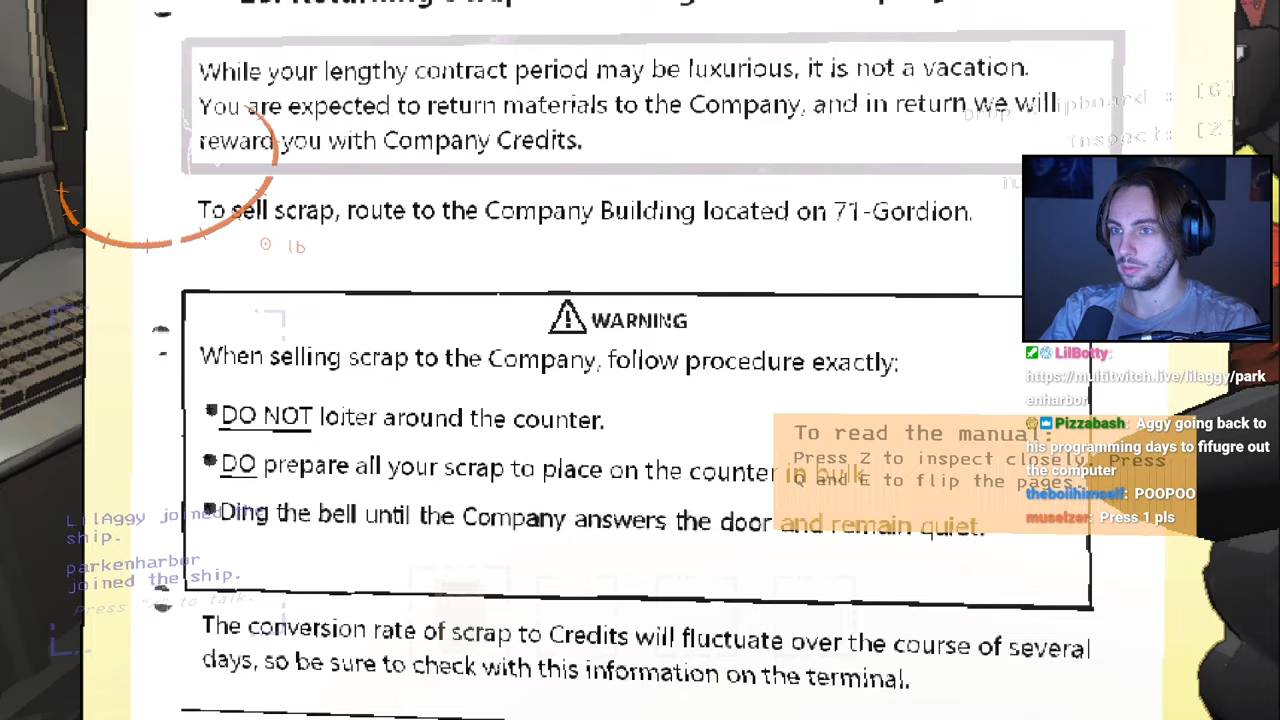 While your lengthy contract period may be luxurious, it is not a vacation.
You are expected to return materials to the Company, and in return we will
reward you with Company Credits.
To sell scrap, route to the Company Building located on 71-Gordion.
0 lb
WARNING
When selling scrap to the Company, follow procedure exactly:
DO NOT loiter around the counter.
DO prepare all your scrap to place on the counter in bulk
Ding the bell until the Company answers the door and remain quiet.
The conversion rate of scrap to Credits will fluctuate over the course of several
days, so be sure to check with this information on the terminal.
: [G]
Inspect: [Z]
To read the manual:
Press Z to inspect closely. Press
Q and E to flip the pages.
LilAggy joined the
ship.
parkenharbor
joined the ship.
to talk.
LilBotty:
https://multitwitch.live/lilaggy/park
enharbor
Pizzabash: Aggy going back to
his programming days to fifugre out
the computer
theboiihimself: POOPOO
muselzer: Press 1 pls